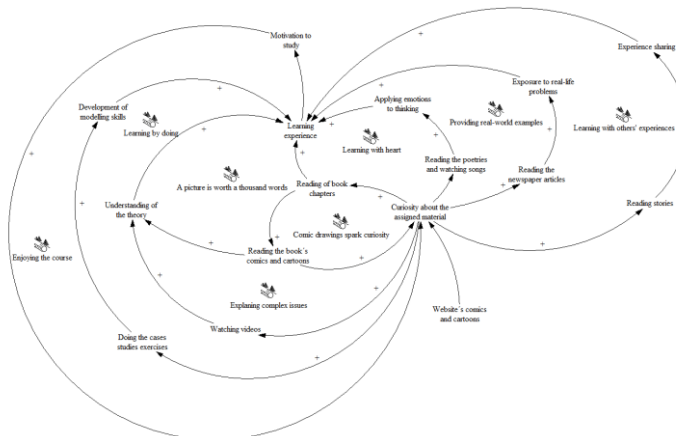 Motivation to
study
Experience sharing
Exposure to real-life
problems
Applying emotions
to thinking
Development of
modelling skills
Providing real-world examples
Learning by doing
Learning
experience
Learning with others' experiences
Learning with heart
Reading the poetries
and watching songs
Reading the
newspaper articles
A picture is worth a thousand words
Reading of book
chapters
Understanding of
the theory
Curiosity about the
assigned material
Reading stories
Comic drawings spark curiosity
Enjoying the course
Reading the book´s
comics and cartoons
Explaning complex issues
Website´s comics
and cartoons
Watching videos
Doing the cases
studies exercises